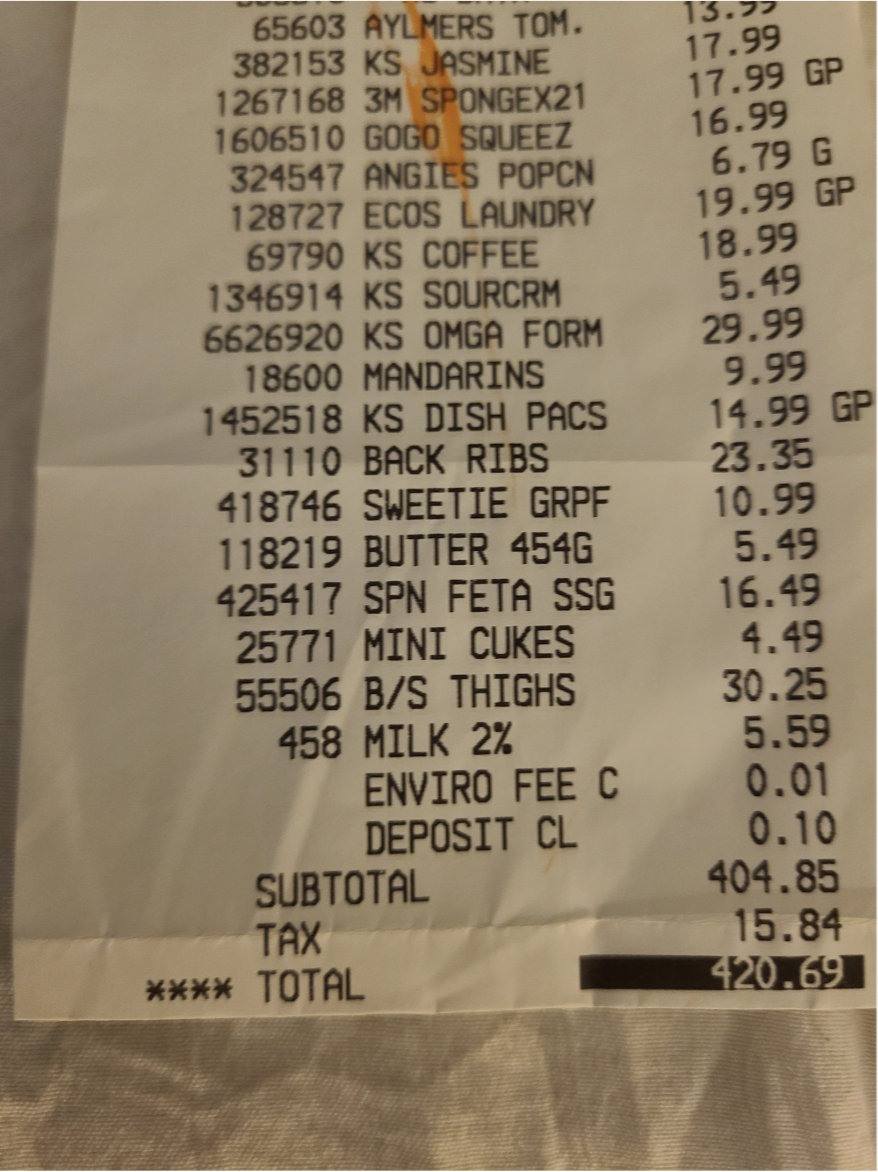 65603 AYLMERS TOM. 13.99
382153 KS JASMINE 17.99
1267168 3M SPONGEX21 17.99 GP
1606510 GOGO SQUEEZ 16.99
324547 ANGIES POPCN 6.79 G
128727 ECOS LAUNDRY 19.99 GP
69790 KS COFFEE 18.99
1346914 KS SOURCRM 5.49
6626920 KS OMGA FORM 29.99
18600 MANDARINS 9.99
1452518 KS DISH PACS 14.99 GP
31110 BACK RIBS 23.35
418746 SWEETIE GRPF 10.99
118219 BUTTER 454G 5.49
425417 SPN FETA SSG 16.49
25771 MINI CUKES 4.49
55506 B/S THIGHS 30.25
458 MILK 2% 5.59
ENVIRO FEE C 0.01
DEPOSIT CL 0.10
SUBTOTAL 404.85
TAX 15.84
**** TOTAL 420.69